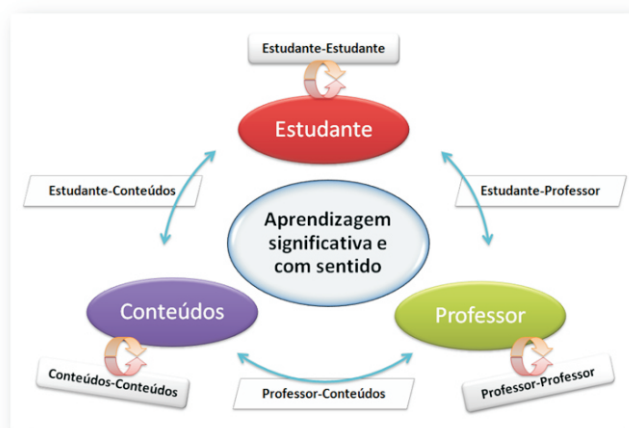 Estudante-Estudante
Estudante
Estudante-Conteúdos
Estudante-Professor
Aprendizagem
significativa e
com sentido
Conteúdos
Professor
Conteúdos-Conteúdos
Professor-Conteúdos
Professor-Professor